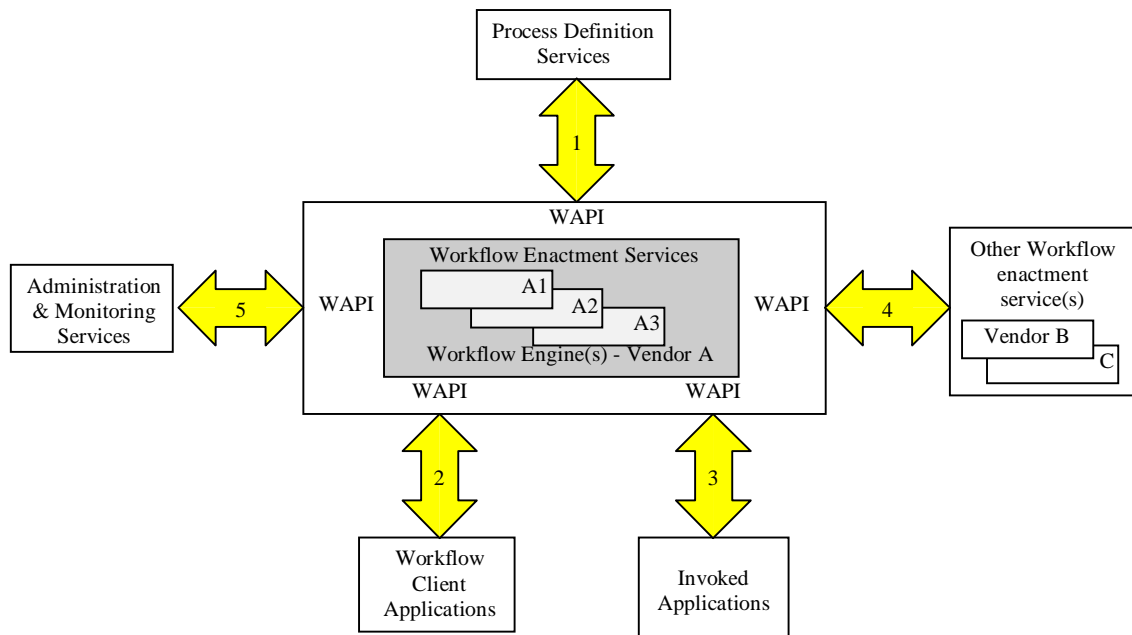 Process Definition
Services
1
WAPI
Workflow Enactment Services
A1
A2
A3
Workflow Engine(s) - Vendor A
WAPI
WAPI
WAPI
WAPI
Administration
& Monitoring
Services
5
4
Other Workflow
enactment
service(s)
Vendor B
C
2
3
Workflow
Client
Applications
Invoked
Applications